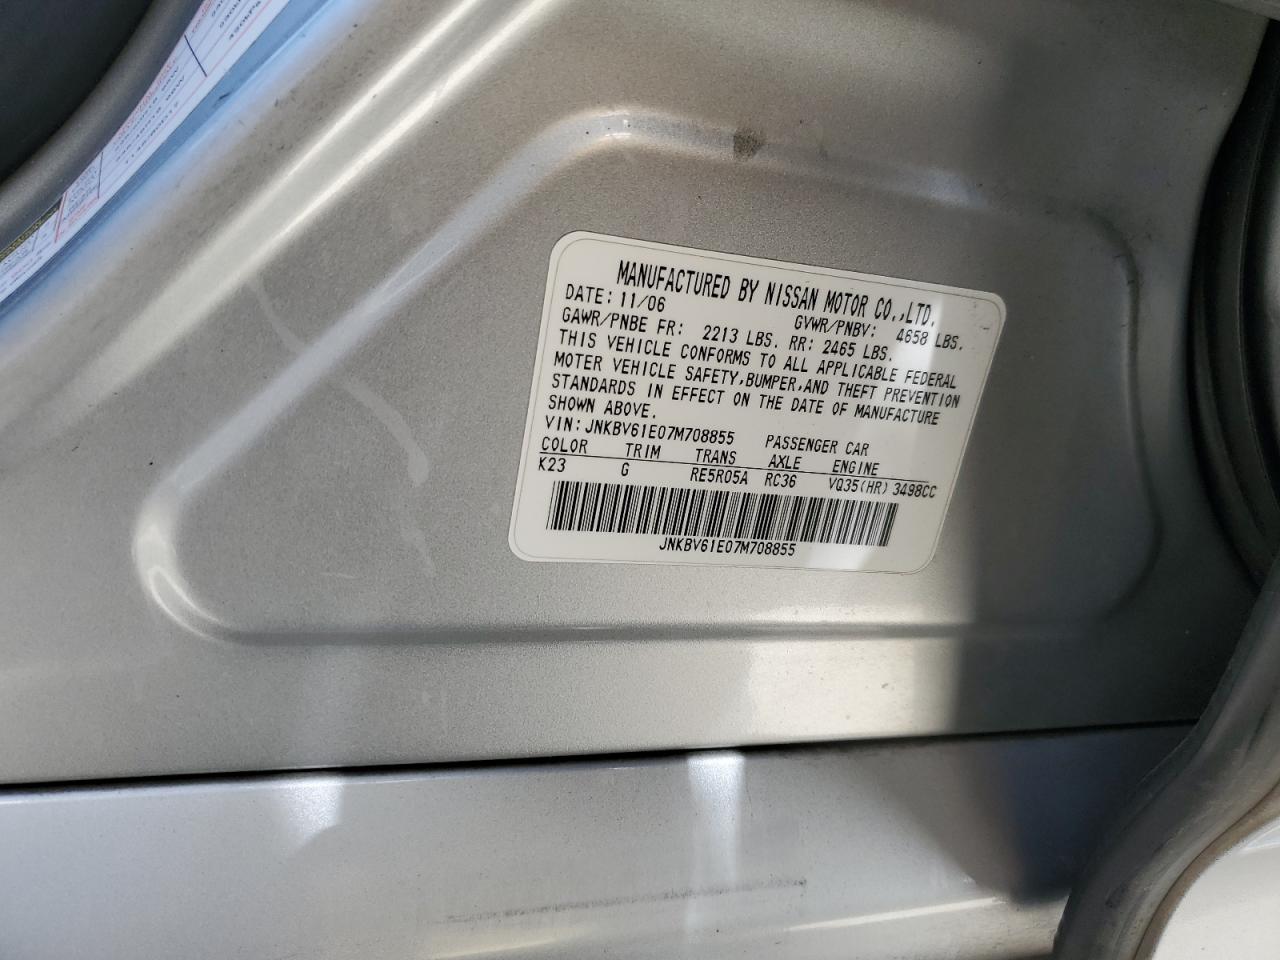 MANUFACTURED BY NISSAN MOTOR CO.,LTD.
DATE: 11/06 GVWR/PNBV: 4658 LBS.
GAWR/PNBE FR: 2213 LBS. RR: 2465 LBS.
THIS VEHICLE CONFORMS TO ALL APPLICABLE FEDERAL
MOTER VEHICLE SAFETY,BUMPER,AND THEFT PREVENTION
STANDARDS IN EFFECT ON THE DATE OF MANUFACTURE
SHOWN ABOVE.
VIN:JNKBV61E07M708855 PASSENGER CAR
COLOR TRIM TRANS AXLE ENGINE
K23 G RE5R05A RC36 VQ35(HR) 3498CC
JNKBV61E07M708855